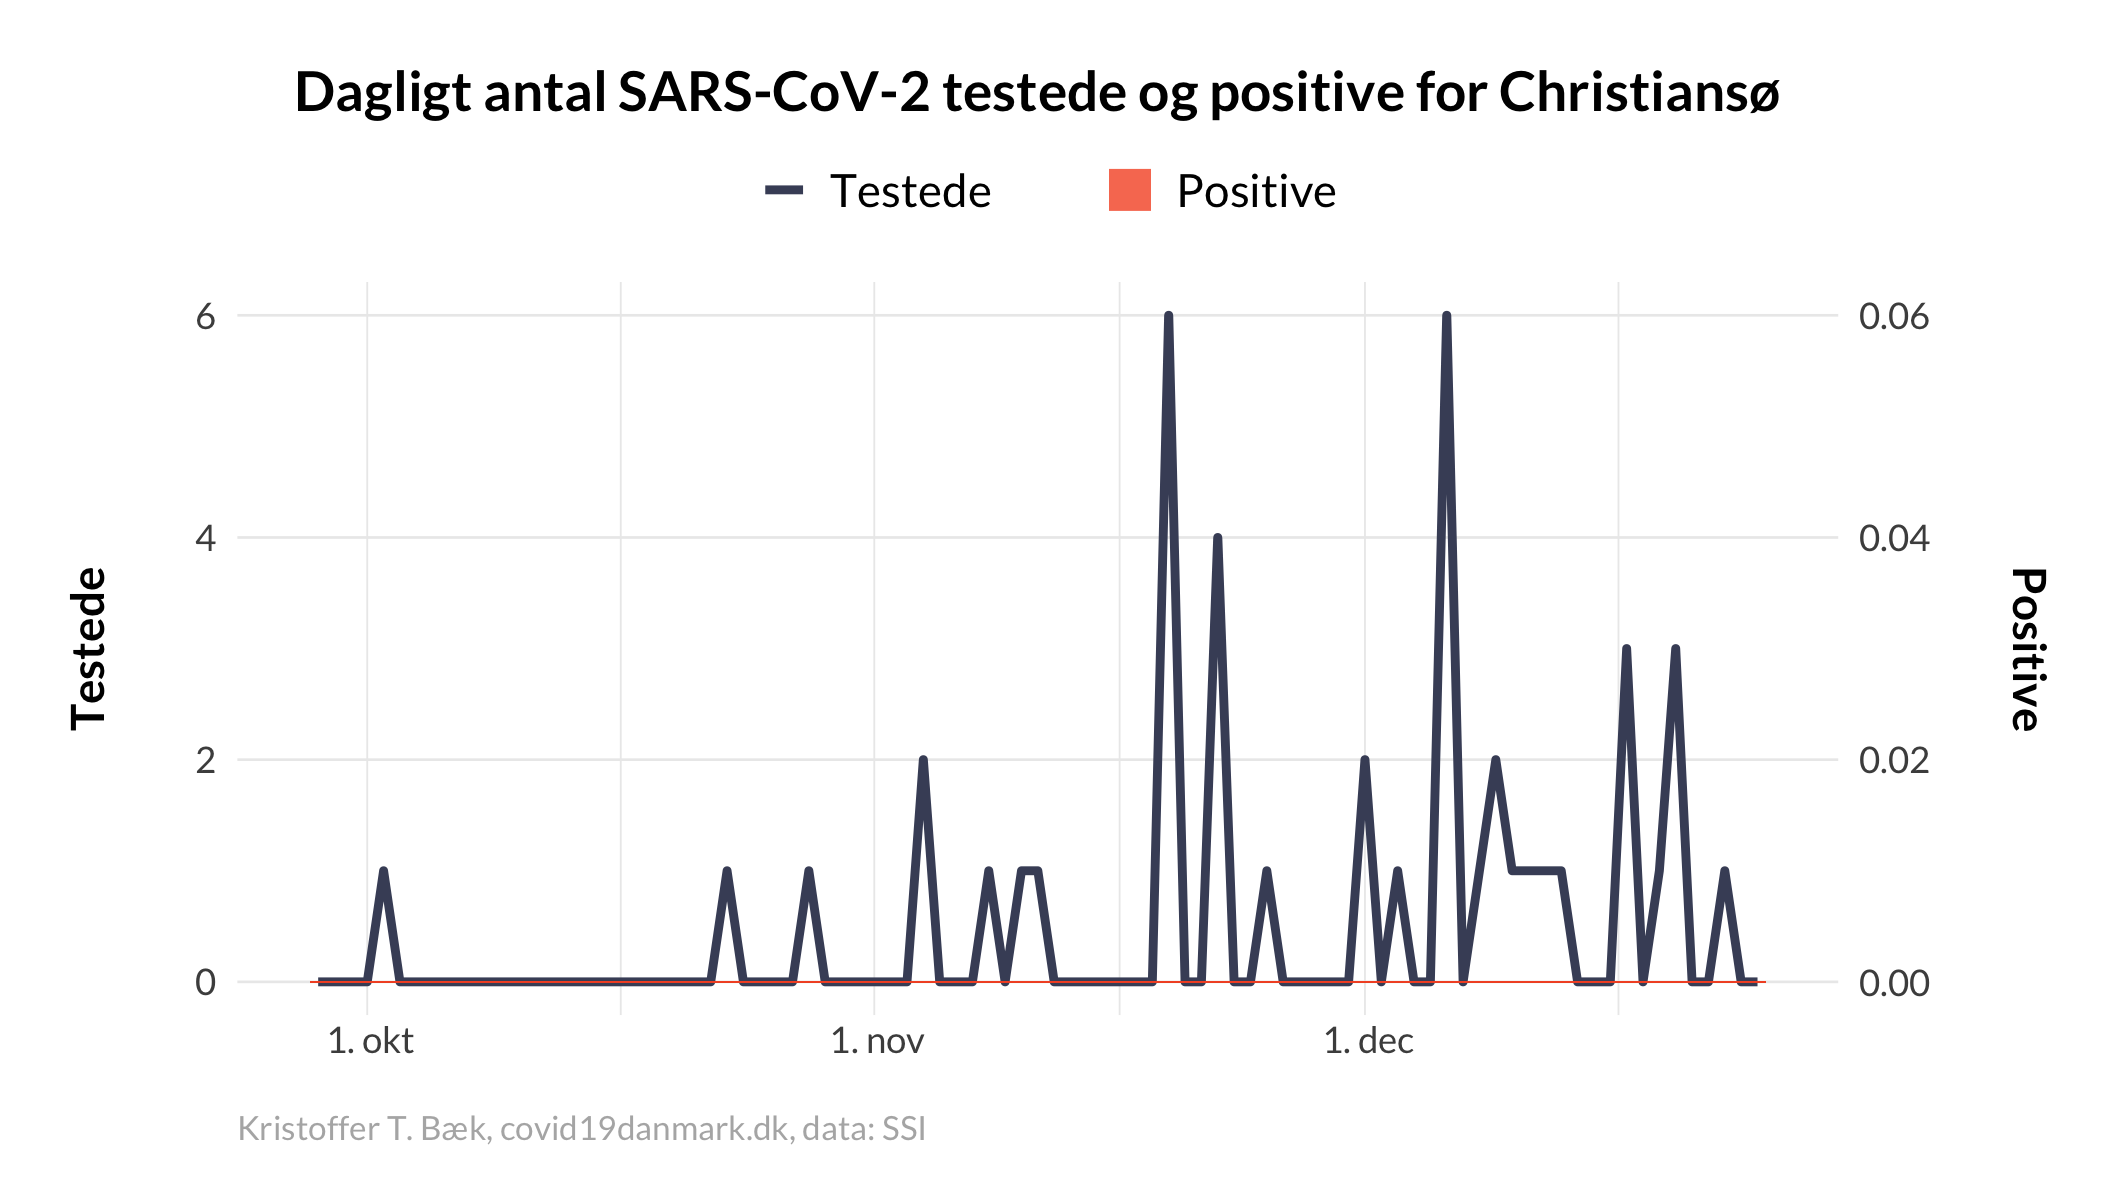 Dagligt antal SARS-CoV-2 testede og positive for Christiansø
Testede
Positive
6
4
2
0
0.06
0.04
0.02
0.00
Testede
Positive
1. okt
1. nov
1. dec
Kristoffer T. Bæk, covid19danmark.dk, data: SSI